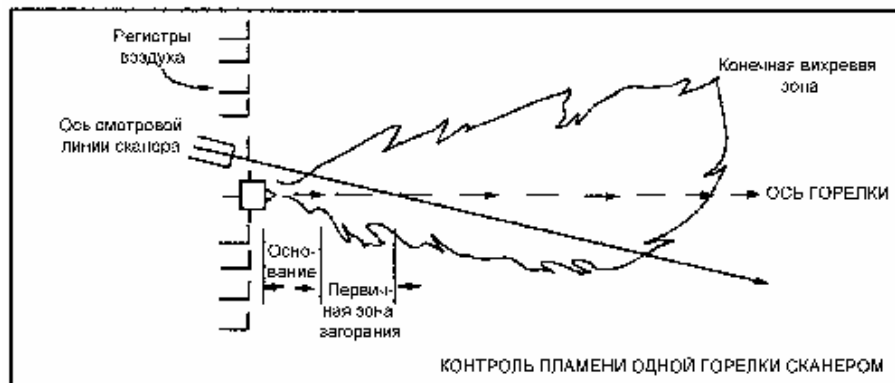 Регистры
воздуха
Конечная вихревая
зона
Ось смотровой
линии сканера
ОСЬ ГОРЕЛКИ
Осно-
вание
Первич-
ная зона
загорания
КОНТРОЛЬ ПЛАМЕНИ ОДНОЙ ГОРЕЛКИ СКАНЕРОМ